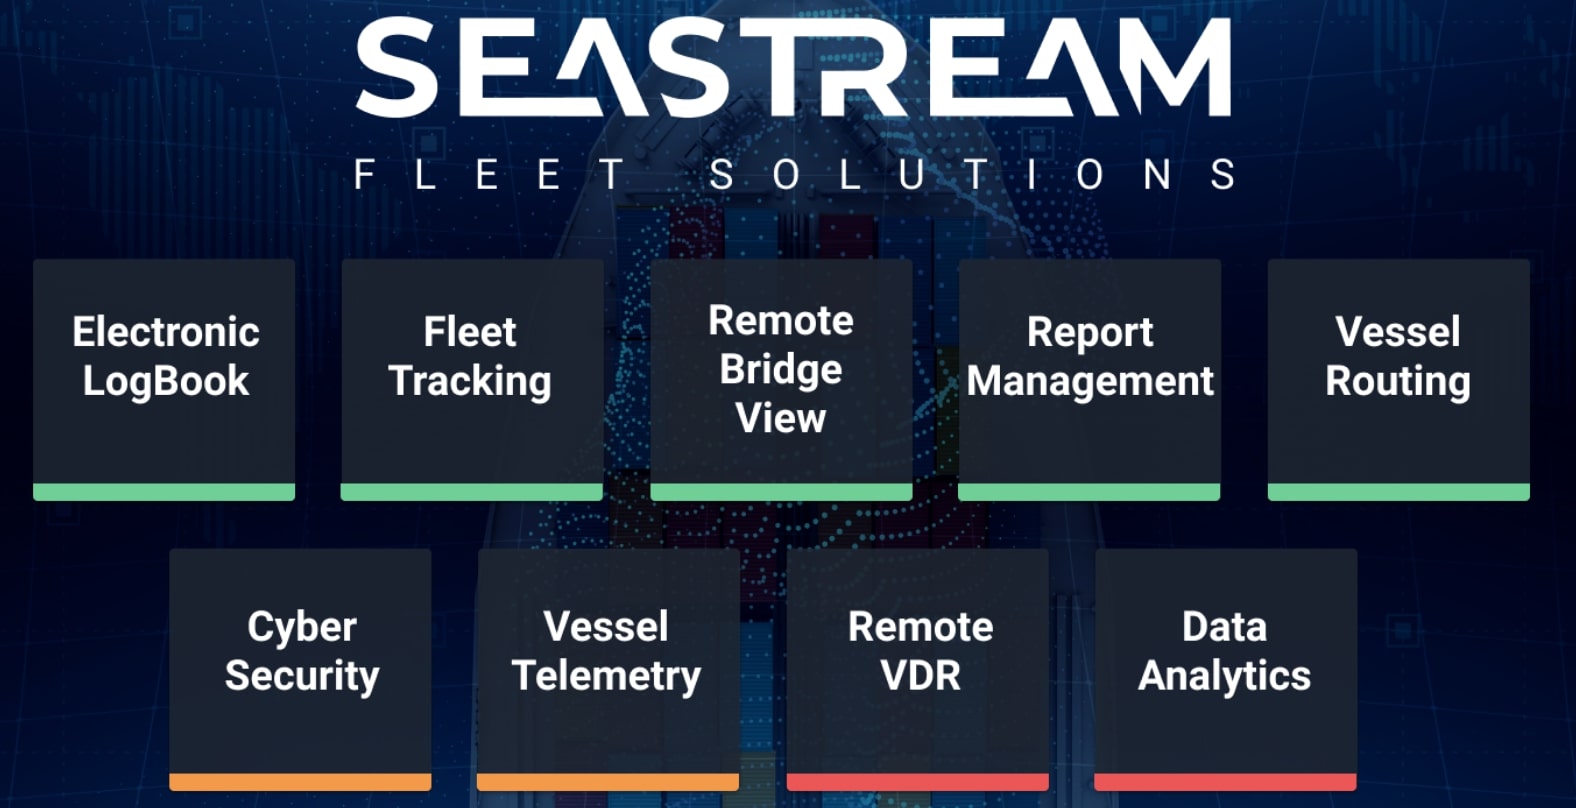 SEASTREAM
FLEET SOLUTIONS
Electronic
LogBook
Fleet
Tracking
Remote
Bridge
View
Report
Management
Vessel
Routing
Cyber
Security
Vessel
Telemetry
Remote
VDR
Data
Analytics